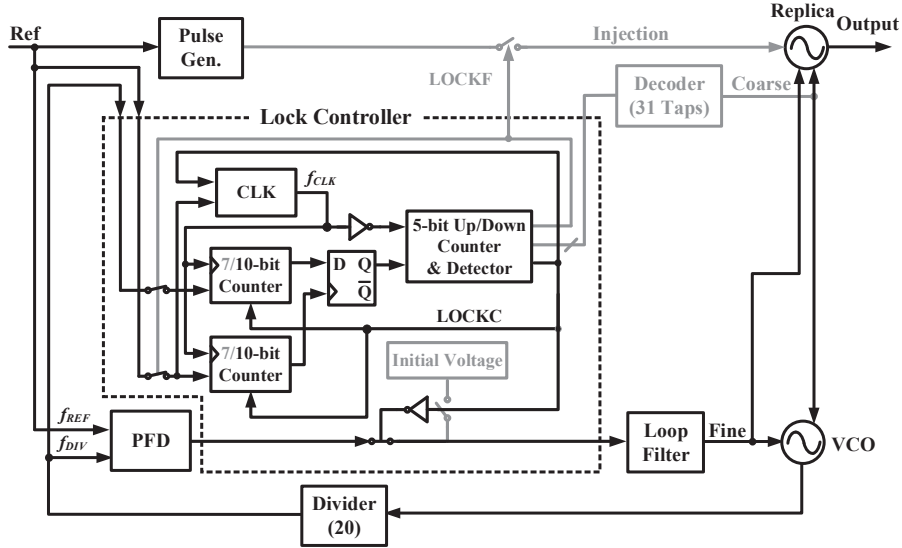 Ref
Pulse
Gen.
Injection
Replica
Output
LOCKF
Decoder
(31 Taps)
Coarse
Lock Controller
CLK
fCLK
5-bit Up/Down
Counter
& Detector
7/10-bit
Counter
D Q
Q
LOCKC
7/10-bit
Counter
Initial Voltage
fREF
fDIV
PFD
Loop
Filter
Fine
VCO
Divider
(20)